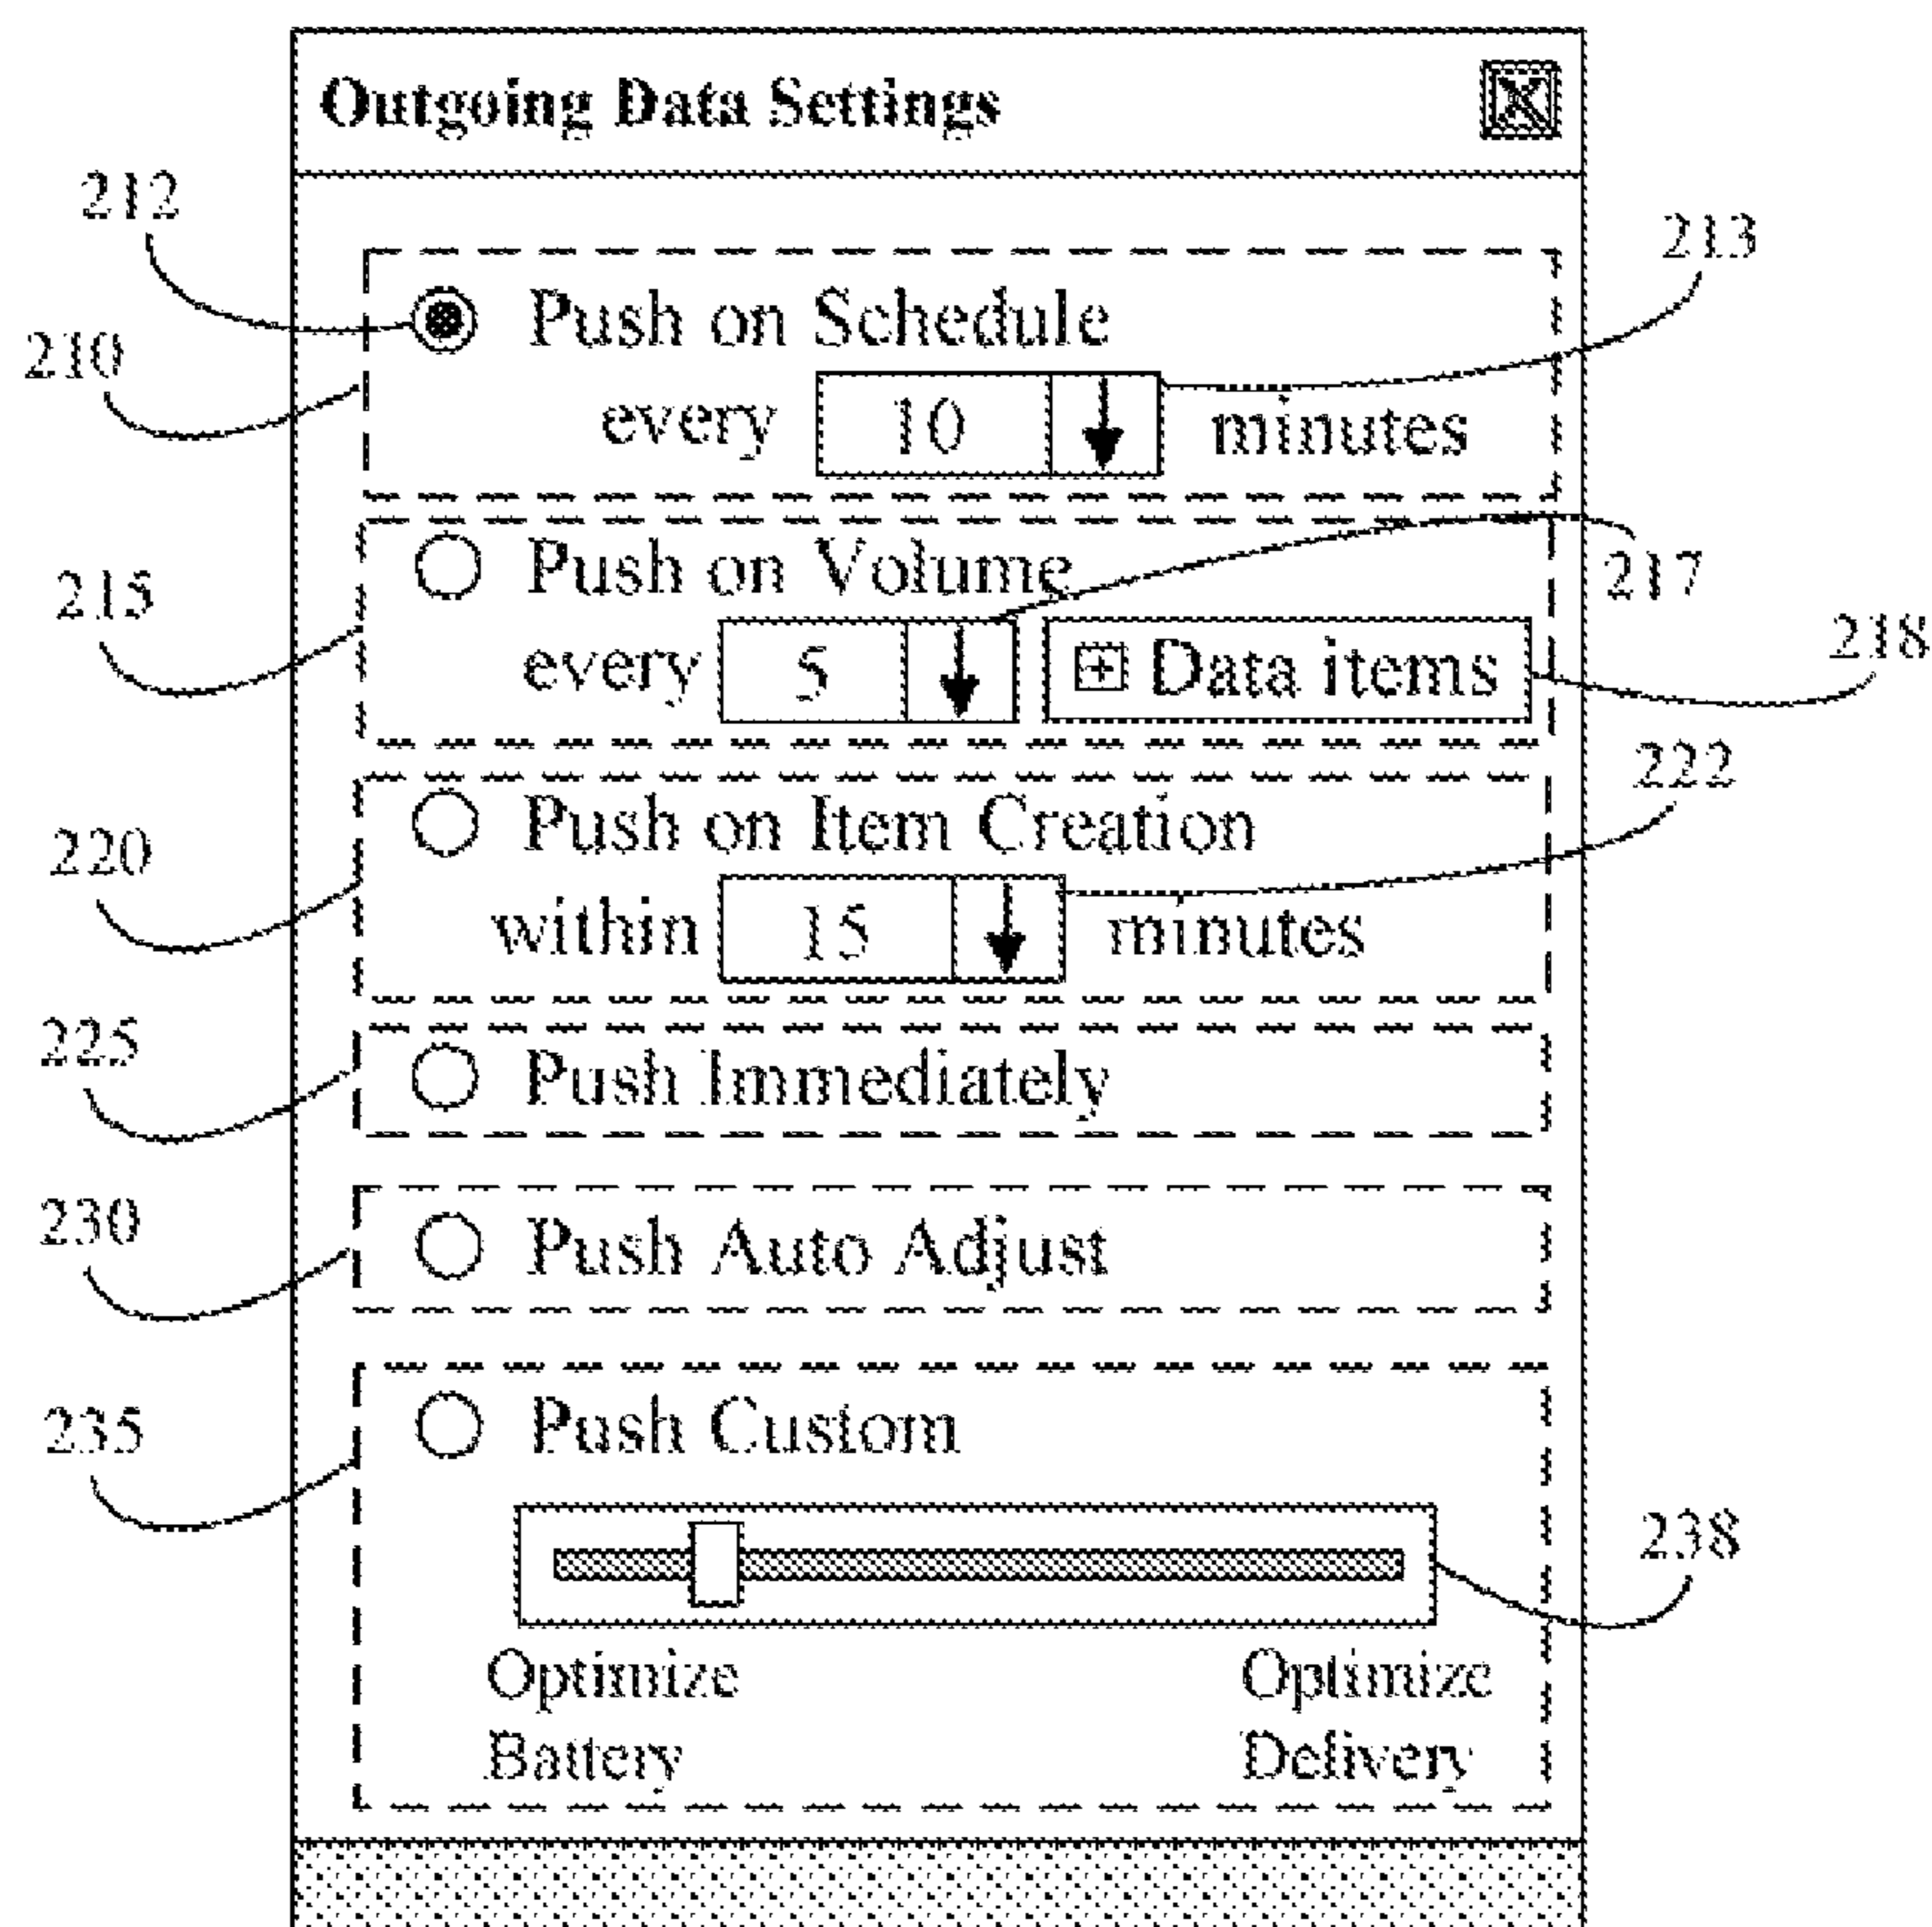 Outgoing Data Settings
212
213
Push on Schedule
210
every 10 minutes
Push on Volume
217
215
218
every 5 + Data items
222
Push on Item Creation
220
within 15 minutes
225
Push Immediately
230
Push Auto Adjust
235
Push Custom
238
Optimize Optimize
Battery Delivery